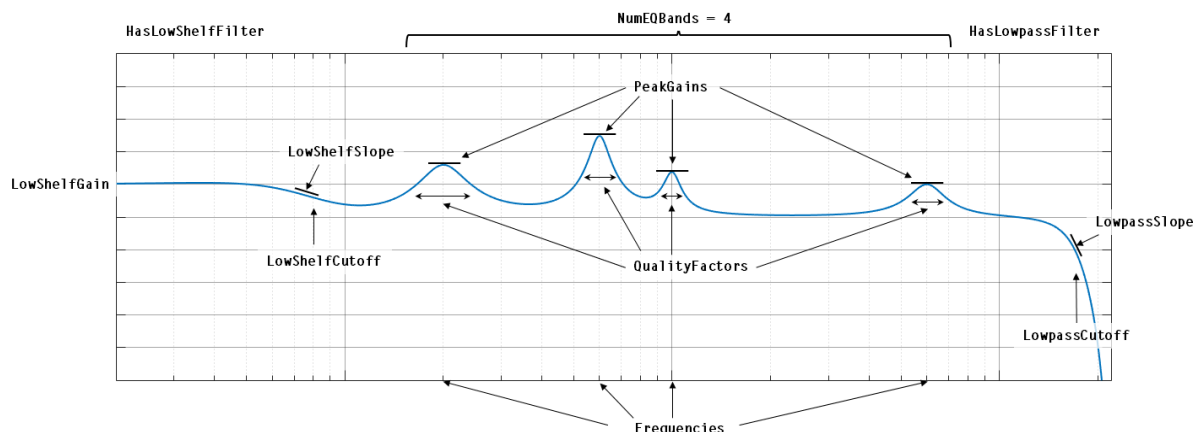 NumEQBands = 4
HasLowShelfFilter
HasLowpassFilter
PeakGains
LowShelfSlope
LowShelfGain
LowpassSlope
LowShelfCutoff
QualityFactors
LowpassCutoff
Frequencies